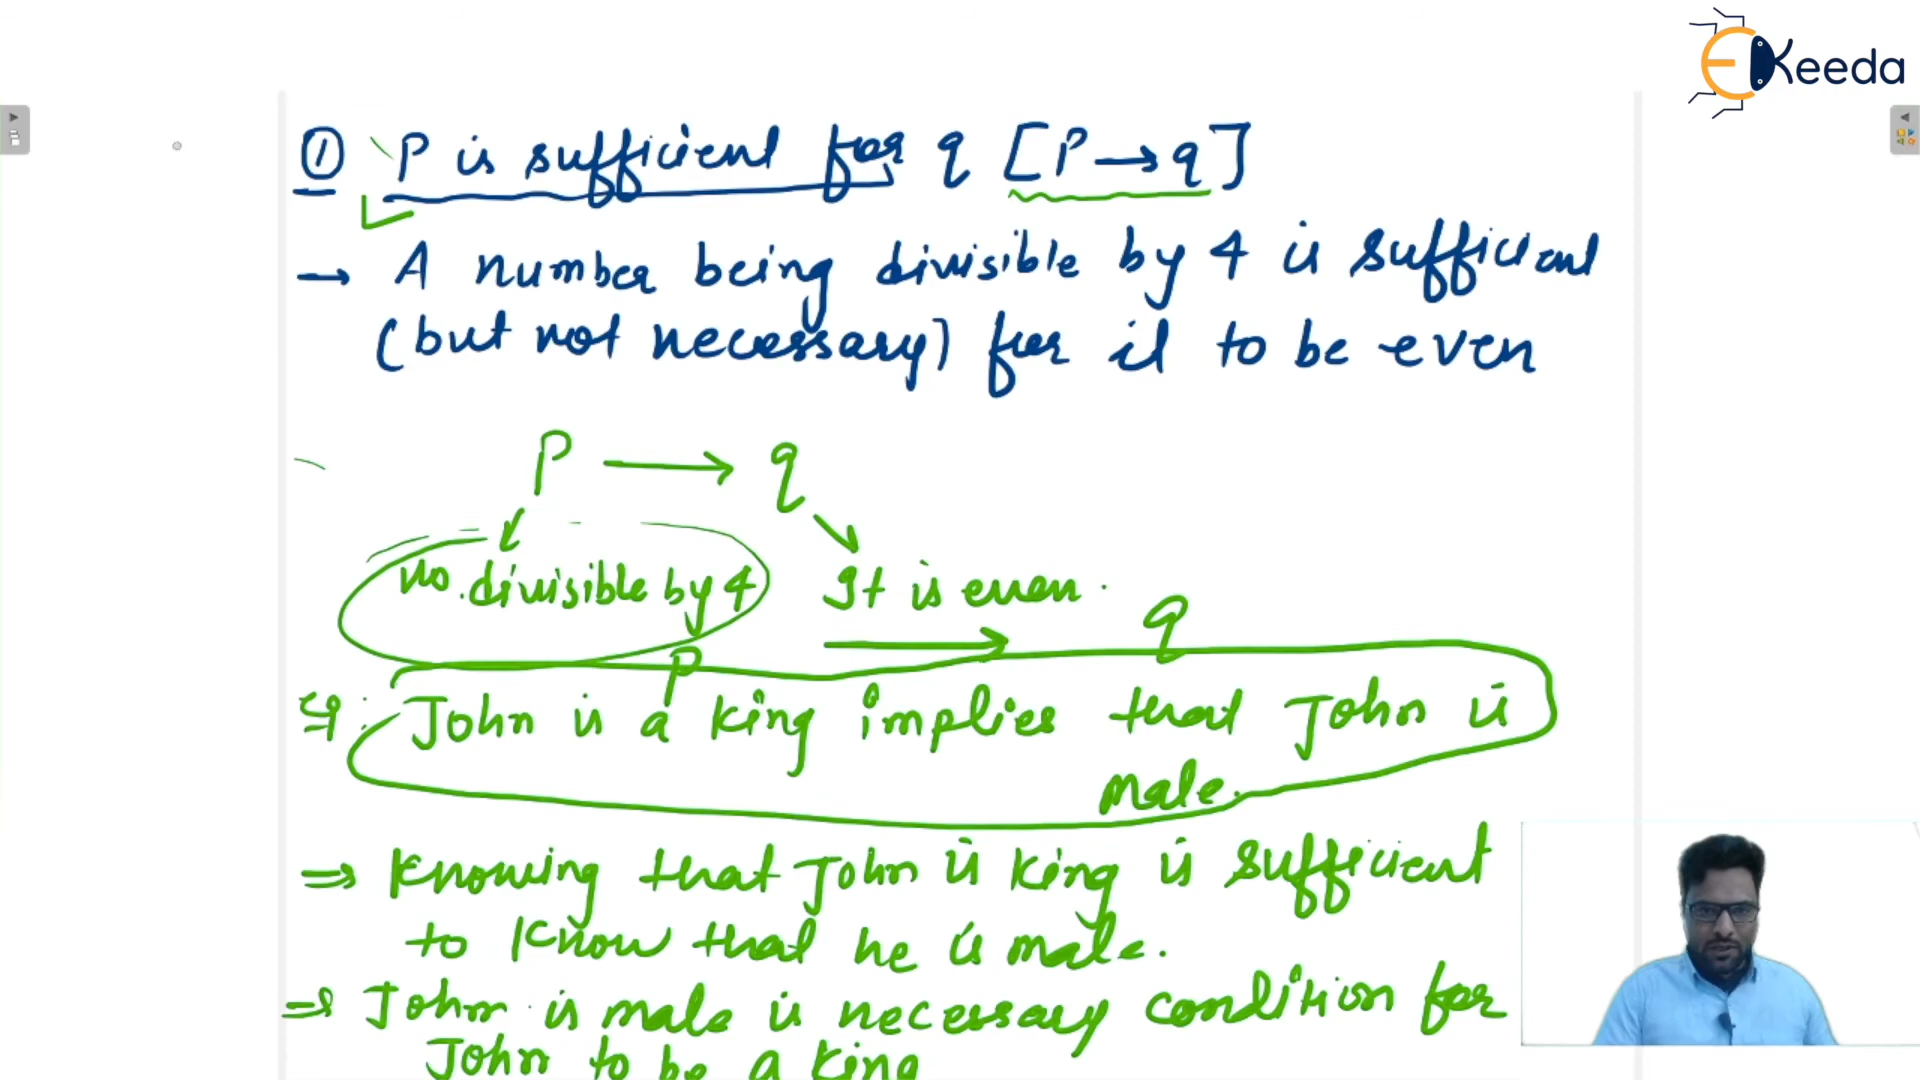 EKeeda
① P is sufficient for q [P → q]
→ A number being divisible by 4 is sufficient
(but not necessary) for it to be even
P → q
no. divisible by 4 It is even.
P → q
eg: John is a king implies that John is
male.
⇒ Knowing that John is king is sufficient
to know that he is male.
⇒ John is male is necessary condition for
John to be a king